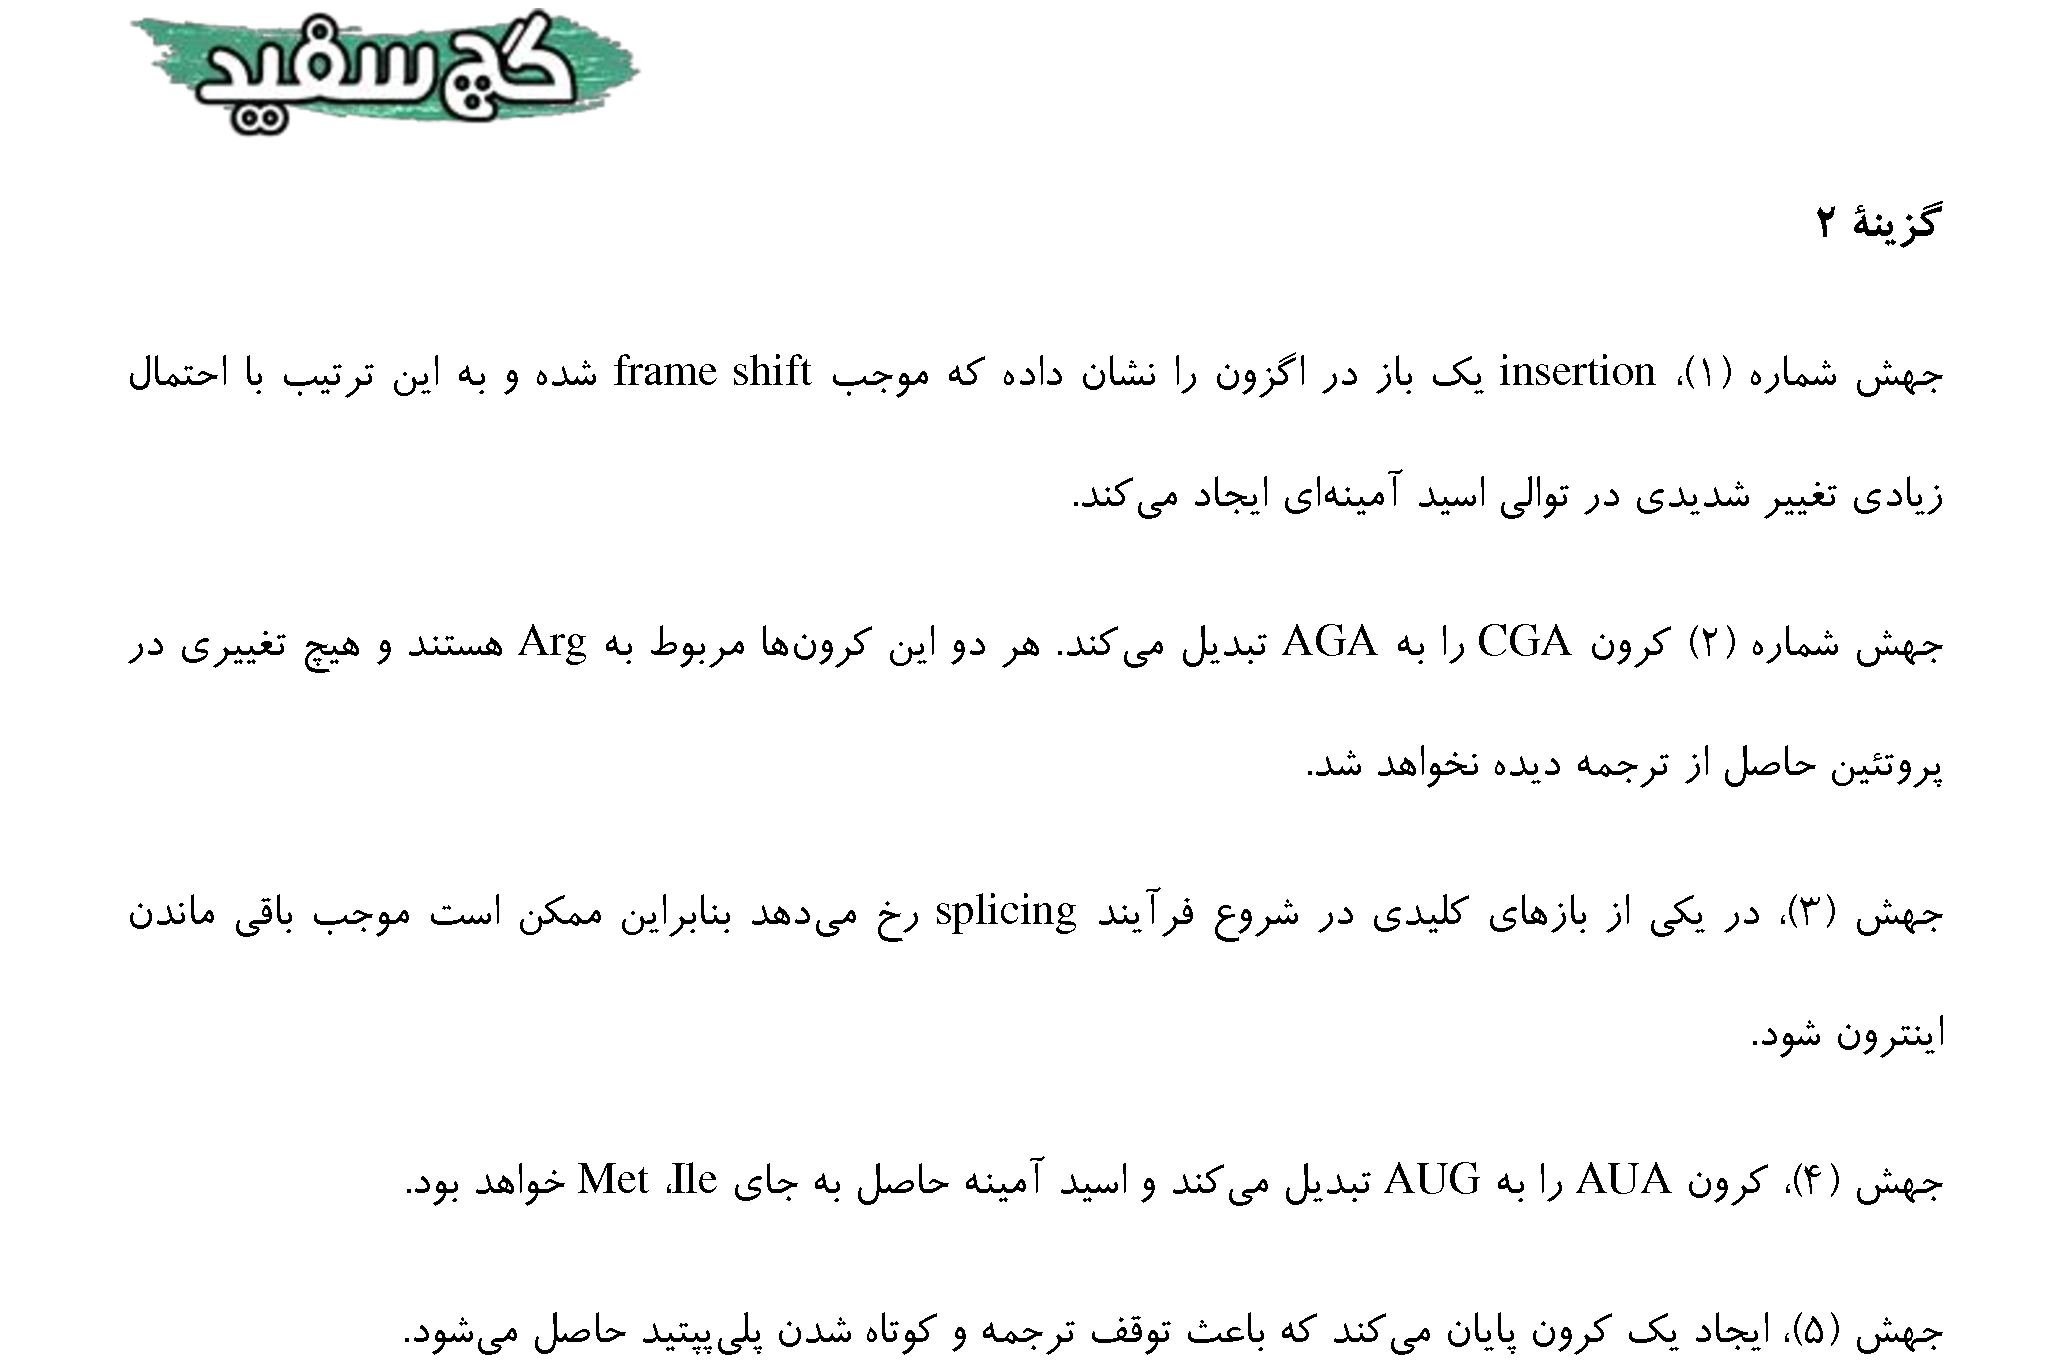 گچ سفید
گزینهٔ ۲
جهش شماره (۱)، insertion یک باز در اگزون را نشان داده که موجب frame shift شده و به این ترتیب با احتمال
زیادی تغییر شدیدی در توالی اسید آمینه‌ای ایجاد می‌کند.
جهش شماره (۲) کرون CGA را به AGA تبدیل می‌کند. هر دو این کرون‌ها مربوط به Arg هستند و هیچ تغییری در
پروتئین حاصل از ترجمه دیده نخواهد شد.
جهش (۳)، در یکی از بازهای کلیدی در شروع فرآیند splicing رخ می‌دهد بنابراین ممکن است موجب باقی ماندن
اینترون شود.
جهش (۴)، کرون AUA را به AUG تبدیل می‌کند و اسید آمینه حاصل به جای Ile، Met خواهد بود.
جهش (۵)، ایجاد یک کرون پایان می‌کند که باعث توقف ترجمه و کوتاه شدن پلی‌پپتید حاصل می‌شود.